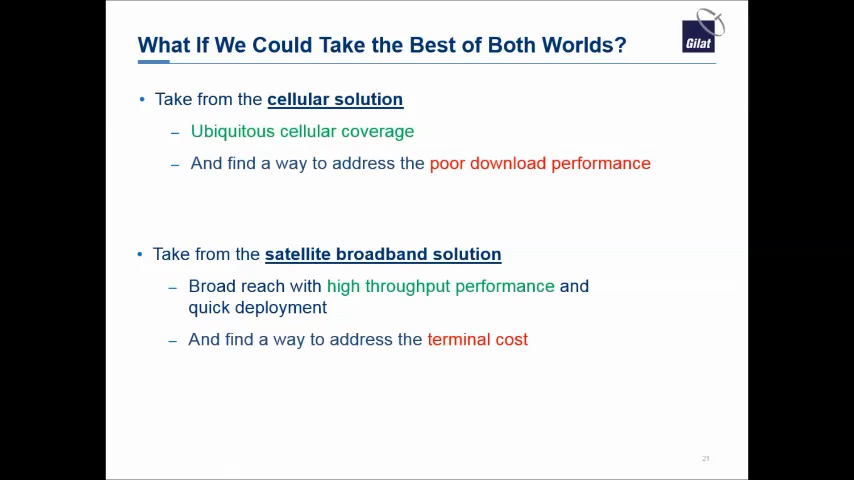 What If We Could Take the Best of Both Worlds?
Gilat
• Take from the cellular solution
– Ubiquitous cellular coverage
– And find a way to address the poor download performance
• Take from the satellite broadband solution
– Broad reach with high throughput performance and
quick deployment
– And find a way to address the terminal cost
21